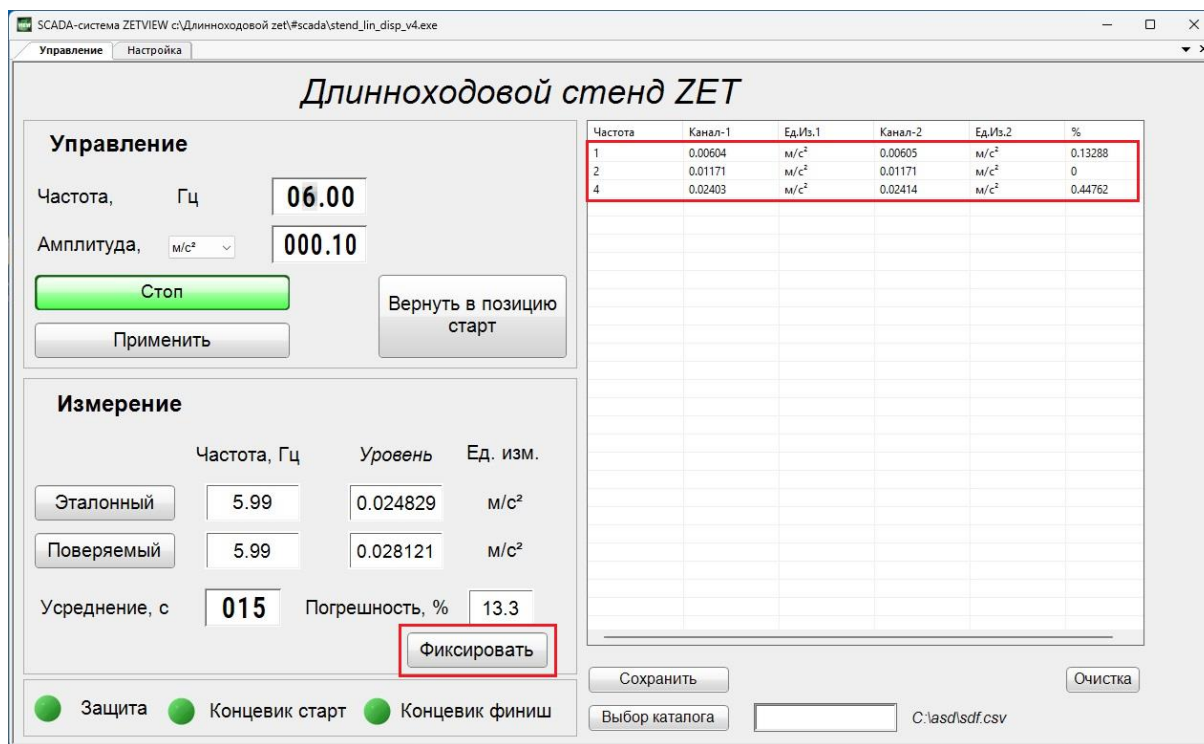 SCADA-система ZETVIEW c:\Длинноходовой zet\#scada\stend_lin_disp_v4.exe
Управление Настройка
Длинноходовой стенд ZET
Управление
Частота, Гц 06.00
Амплитуда, м/с² 000.10
Стоп
Применить
Вернуть в позицию
старт
Измерение
Частота, Гц Уровень Ед. изм.
Эталонный 5.99 0.024829 м/с²
Поверяемый 5.99 0.028121 м/с²
Усреднение, с 015 Погрешность, % 13.3
Фиксировать
Защита Концевик старт Концевик финиш
Частота Канал-1 Ед.Из.1 Канал-2 Ед.Из.2 %
1 0.00604 м/с² 0.00605 м/с² 0.13288
2 0.01171 м/с² 0.01171 м/с² 0
4 0.02403 м/с² 0.02414 м/с² 0.44762
Сохранить Очистка
Выбор каталога C:\asd\sdf.csv